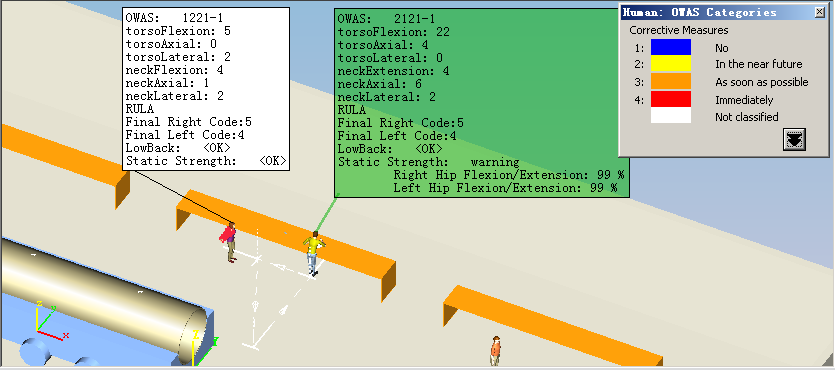 OWAS: 1221-1
torsoFlexion: 5
torsoAxial: 0
torsoLateral: 2
neckFlexion: 4
neckAxial: 1
neckLateral: 2
RULA
Final Right Code:5
Final Left Code:4
LowBack: <OK>
Static Strength: <OK>
OWAS: 2121-1
torsoFlexion: 22
torsoAxial: 4
torsoLateral: 0
neckExtension: 4
neckAxial: 6
neckLateral: 2
RULA
Final Right Code:5
Final Left Code:4
LowBack: <OK>
Static Strength: warning
Right Hip Flexion/Extension: 99 %
Left Hip Flexion/Extension: 99 %
Human: OWAS Categories
Corrective Measures
1: No
2: In the near future
3: As soon as possible
4: Immediately
Not classified
z
x